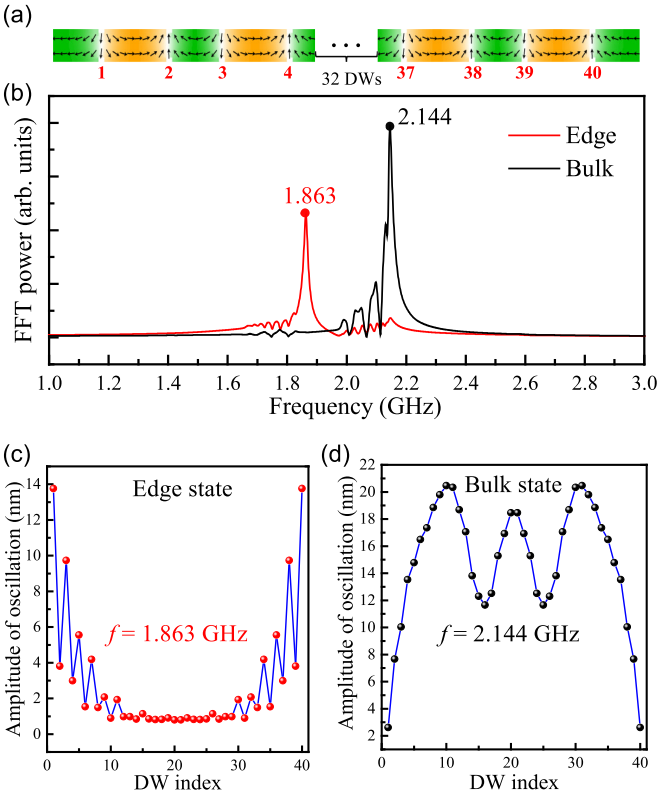 (a)
1 2 3 4 37 38 39 40
• • •
32 DWs
(b)
2.144
1.863
Edge
Bulk
FFT power (arb. units)
1.0 1.2 1.4 1.6 1.8 2.0 2.2 2.4 2.6 2.8 3.0
Frequency (GHz)
(c)
Edge state
f = 1.863 GHz
Amplitude of oscillation (nm)
14
12
10
8
6
4
2
0
0 10 20 30 40
DW index
(d)
Bulk state
f = 2.144 GHz
Amplitude of oscillation (nm)
22
20
18
16
14
12
10
8
6
4
2
0 10 20 30 40
DW index